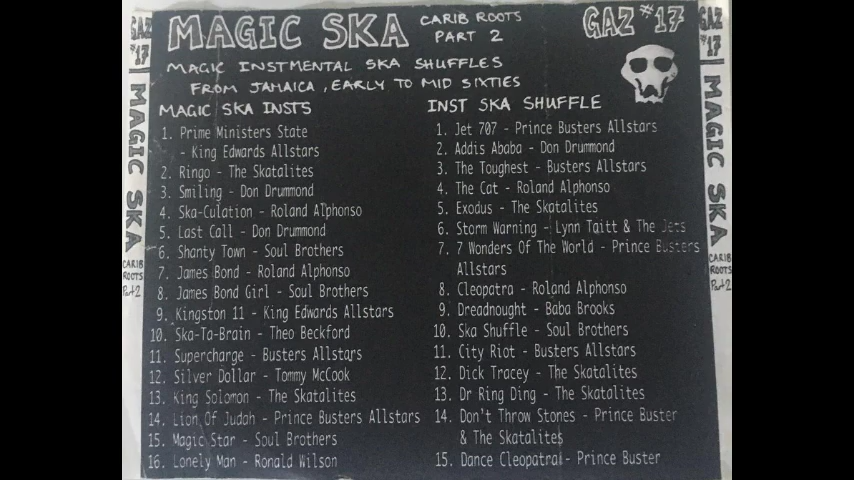 MAGIC SKA
CARIB ROOTS
PART 2
GAZ #17
MAGIC INSTMENTAL SKA SHUFFLES
FROM JAMAICA, EARLY TO MID SIXTIES
MAGIC SKA INSTS
1. Prime Ministers State
- King Edwards Allstars
2. Ringo - The Skatalites
3. Smiling - Don Drummond
4. Ska-Culation - Roland Alphonso
5. Last Call - Don Drummond
6. Shanty Town - Soul Brothers
7. James Bond - Roland Alphonso
8. James Bond Girl - Soul Brothers
9. Kingston 11 - King Edwards Allstars
10. Ska-Ta-Brain - Theo Beckford
11. Supercharge - Busters Allstars
12. Silver Dollar - Tommy McCook
13. King Solomon - The Skatalites
14. Lion Of Judah - Prince Busters Allstars
15. Magic Star - Soul Brothers
16. Lonely Man - Ronald Wilson
INST SKA SHUFFLE
1. Jet 707 - Prince Busters Allstars
2. Addis Ababa - Don Drummond
3. The Toughest - Busters Allstars
4. The Cat - Roland Alphonso
5. Exodus - The Skatalites
6. Storm Warning - Lynn Taitt & The Jets
7. 7 Wonders Of The World - Prince Busters
Allstars
8. Cleopatra - Roland Alphonso
9. Dreadnought - Baba Brooks
10. Ska Shuffle - Soul Brothers
11. City Riot - Busters Allstars
12. Dick Tracey - The Skatalites
13. Dr Ring Ding - The Skatalites
14. Don't Throw Stones - Prince Buster
& The Skatalites
15. Dance Cleopatra - Prince Buster
GAZ
#17
MAGIC SKA
CARIB
ROOTS
Part 2
GAZ
#17
MAGIC SKA
CARIB
ROOTS
Part 2